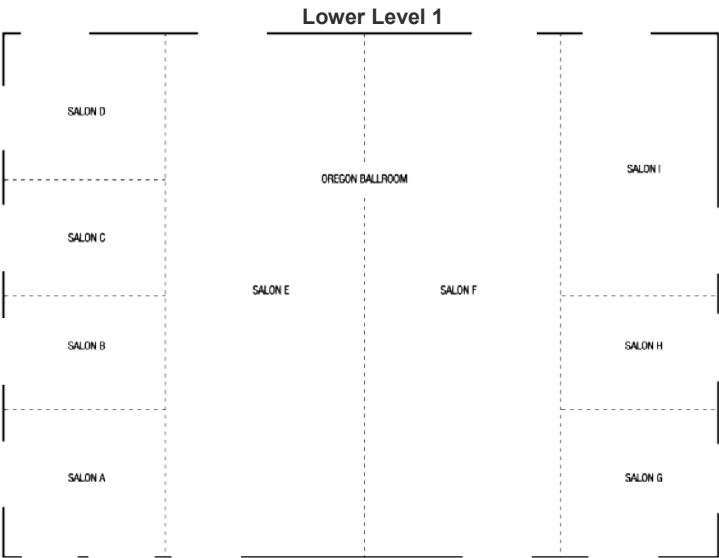 Lower Level 1
SALON D
OREGON BALLROOM
SALON I
SALON C
SALON E
SALON F
SALON B
SALON H
SALON A
SALON G